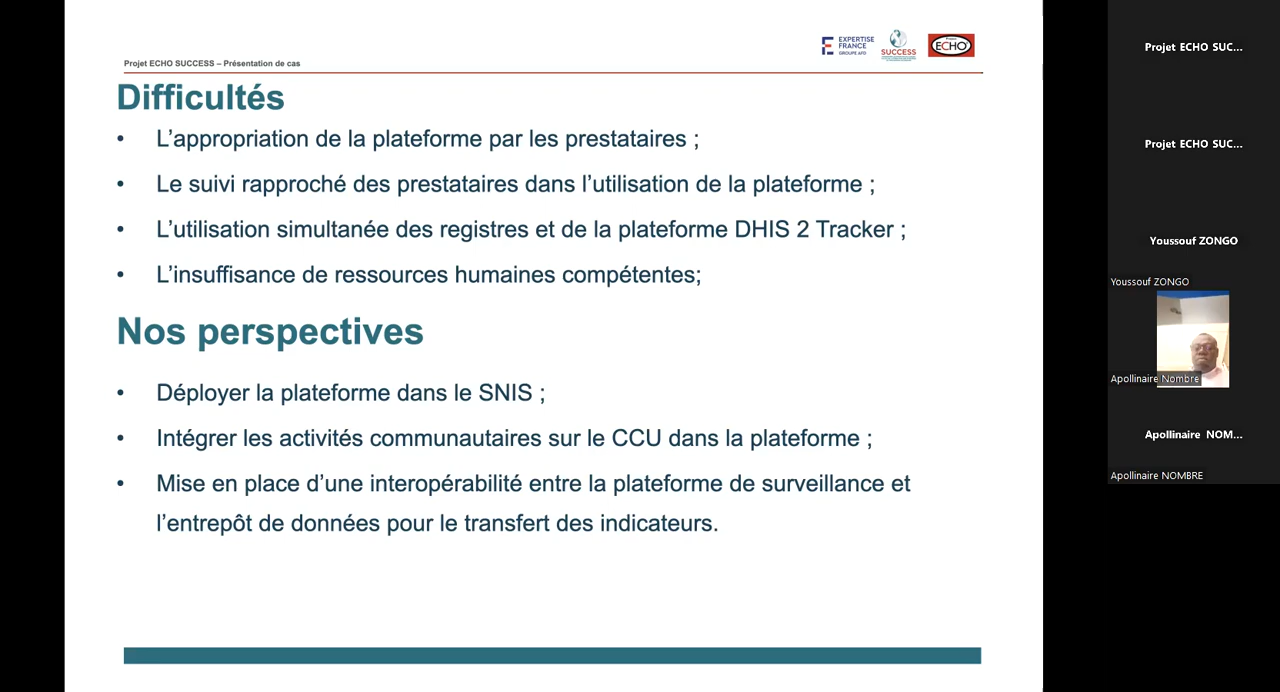 Projet ECHO SUCCESS – Présentation de cas
EXPERTISE
FRANCE
GROUPE AFD
SUCCESS
ECHO
Difficultés
• L’appropriation de la plateforme par les prestataires ;
• Le suivi rapproché des prestataires dans l’utilisation de la plateforme ;
• L’utilisation simultanée des registres et de la plateforme DHIS 2 Tracker ;
• L’insuffisance de ressources humaines compétentes;
Nos perspectives
• Déployer la plateforme dans le SNIS ;
• Intégrer les activités communautaires sur le CCU dans la plateforme ;
• Mise en place d’une interopérabilité entre la plateforme de surveillance et
l’entrepôt de données pour le transfert des indicateurs.
Projet ECHO SUC...
Projet ECHO SUC...
Youssouf ZONGO
Youssouf ZONGO
Apollinaire Nombre
Apollinaire NOM...
Apollinaire NOMBRE